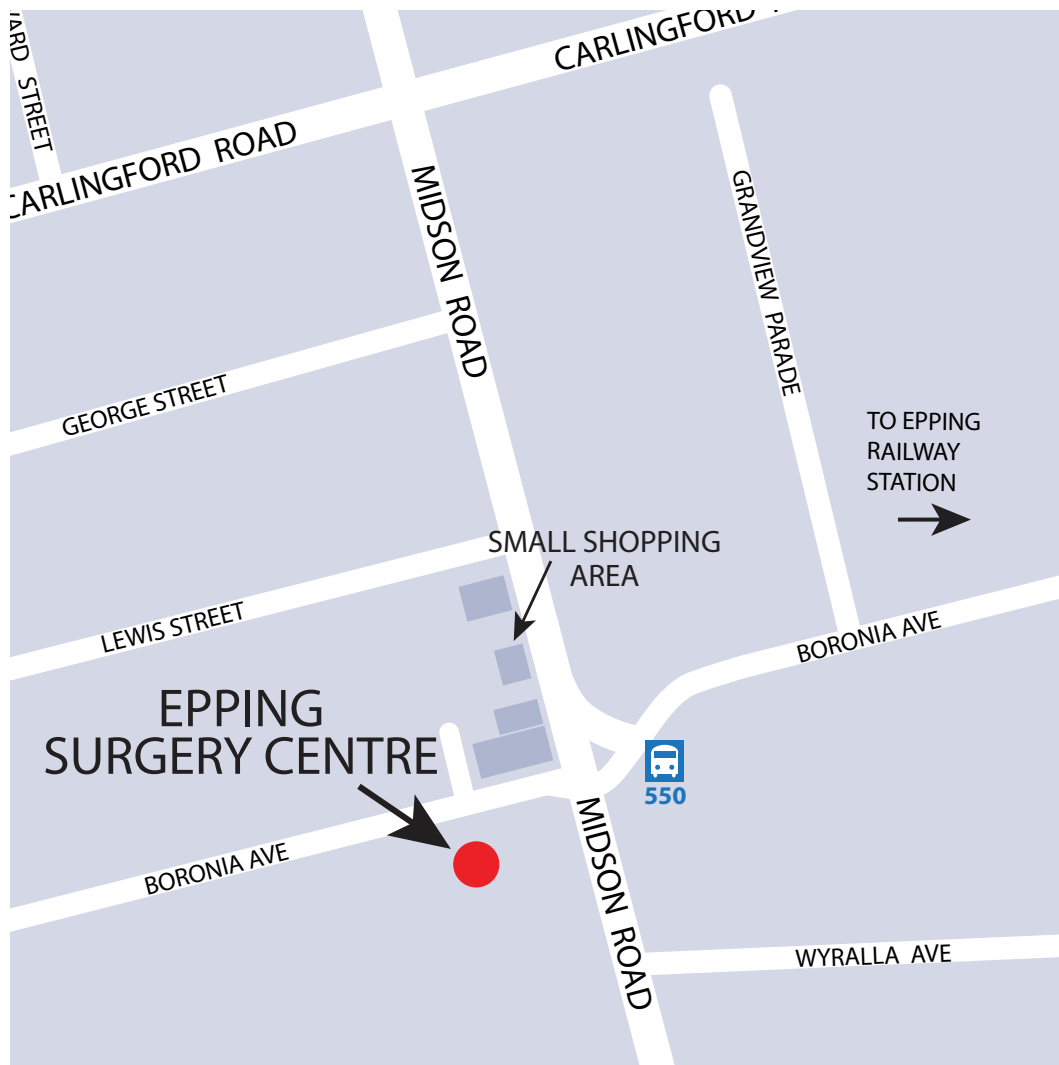 STREET
CARLINGFORD
CARLINGFORD ROAD
MIDSON ROAD
GRANDVIEW PARADE
GEORGE STREET
TO EPPING
RAILWAY
STATION
SMALL SHOPPING
AREA
LEWIS STREET
BORONIA AVE
EPPING
SURGERY CENTRE
550
MIDSON ROAD
BORONIA AVE
WYRALLA AVE